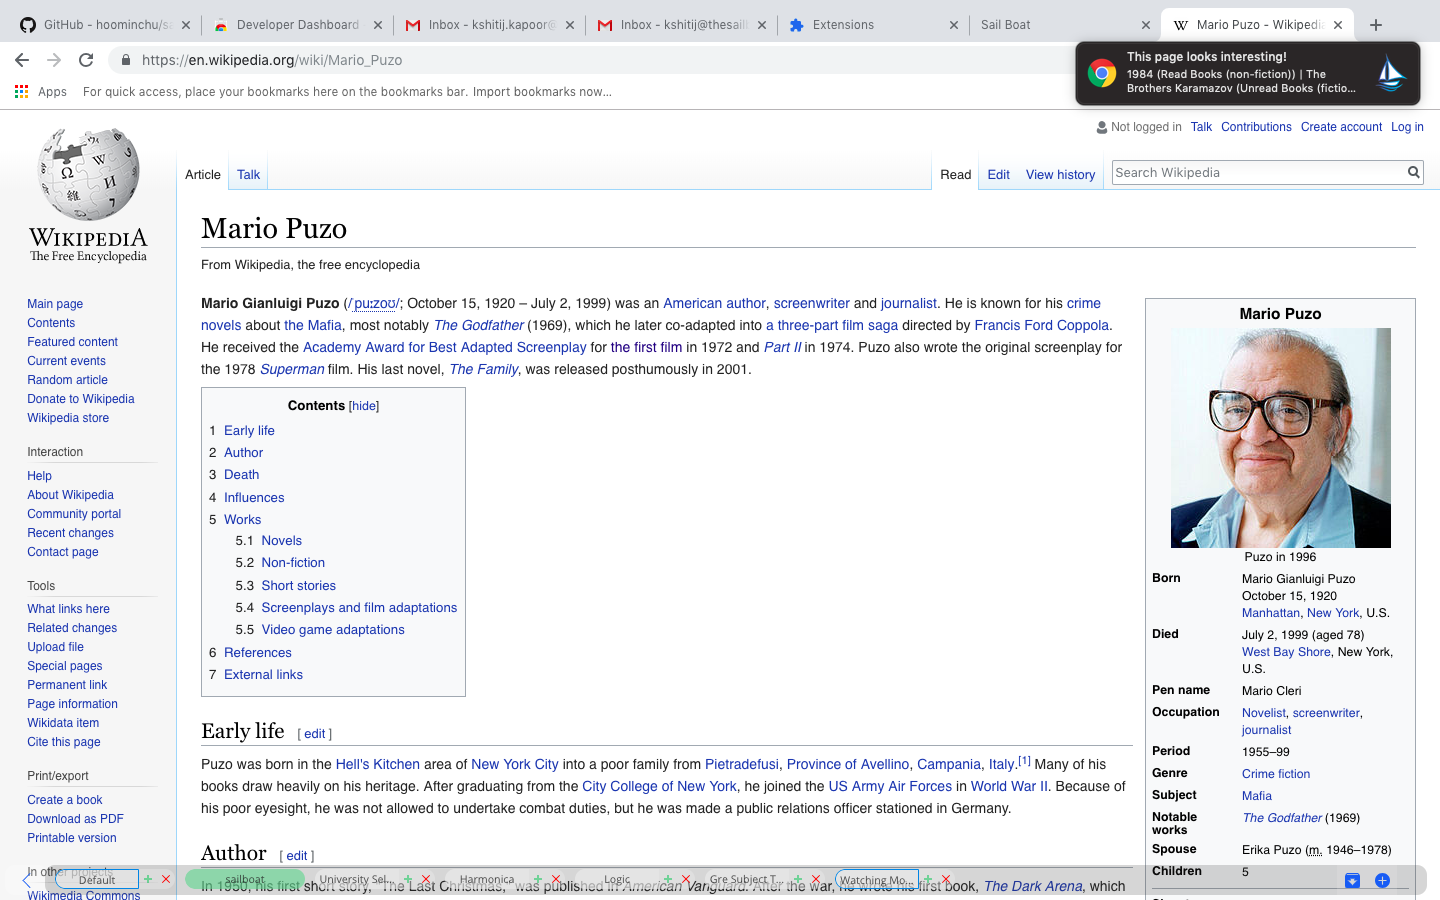 GitHub - hoominchu/sa
Developer Dashboard
Inbox - kshitij.kapoor@
Inbox - kshitij@thesail
Extensions
Sail Boat
Mario Puzo - Wikipedia
https://en.wikipedia.org/wiki/Mario_Puzo
This page looks interesting!
1984 (Read Books (non-fiction)) | The
Brothers Karamazov (Unread Books (fictio...
Apps For quick access, place your bookmarks here on the bookmarks bar. Import bookmarks now...
Not logged in Talk Contributions Create account Log in
Article Talk
Read Edit View history
Search Wikipedia
WIKIPEDIA
The Free Encyclopedia
Main page
Contents
Featured content
Current events
Random article
Donate to Wikipedia
Wikipedia store
Interaction
Help
About Wikipedia
Community portal
Recent changes
Contact page
Tools
What links here
Related changes
Upload file
Special pages
Permanent link
Page information
Wikidata item
Cite this page
Print/export
Create a book
Download as PDF
Printable version
In other projects
Wikimedia Commons
Mario Puzo
From Wikipedia, the free encyclopedia
Mario Gianluigi Puzo (/ˈpuːzoʊ/; October 15, 1920 – July 2, 1999) was an American author, screenwriter and journalist. He is known for his crime
novels about the Mafia, most notably The Godfather (1969), which he later co-adapted into a three-part film saga directed by Francis Ford Coppola.
He received the Academy Award for Best Adapted Screenplay for the first film in 1972 and Part II in 1974. Puzo also wrote the original screenplay for
the 1978 Superman film. His last novel, The Family, was released posthumously in 2001.
Contents [hide]
1 Early life
2 Author
3 Death
4 Influences
5 Works
5.1 Novels
5.2 Non-fiction
5.3 Short stories
5.4 Screenplays and film adaptations
5.5 Video game adaptations
6 References
7 External links
Early life [ edit ]
Puzo was born in the Hell's Kitchen area of New York City into a poor family from Pietradefusi, Province of Avellino, Campania, Italy.[1] Many of his
books draw heavily on his heritage. After graduating from the City College of New York, he joined the US Army Air Forces in World War II. Because of
his poor eyesight, he was not allowed to undertake combat duties, but he was made a public relations officer stationed in Germany.
Author [ edit ]
In 1950, his first short story, "The Last Christmas," was published in American Vanguard. After the war, he wrote his first book, The Dark Arena, which
Mario Puzo
Puzo in 1996
Born Mario Gianluigi Puzo
October 15, 1920
Manhattan, New York, U.S.
Died July 2, 1999 (aged 78)
West Bay Shore, New York,
U.S.
Pen name Mario Cleri
Occupation Novelist, screenwriter,
journalist
Period 1955–99
Genre Crime fiction
Subject Mafia
Notable works The Godfather (1969)
Spouse Erika Puzo (m. 1946–1978)
Children 5
Default
sailboat
University Sel...
Harmonica
Logic
Gre Subject T...
Watching Mo...